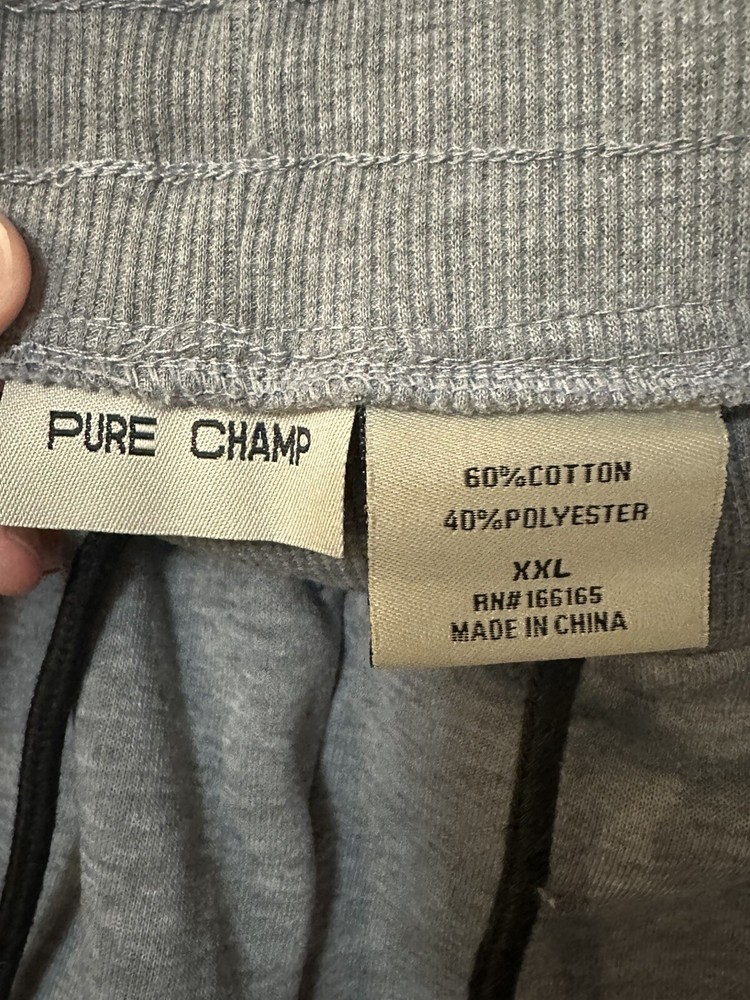 PURE CHAMP
60%COTTON
40%POLYESTER
XXL
RN#166165
MADE IN CHINA